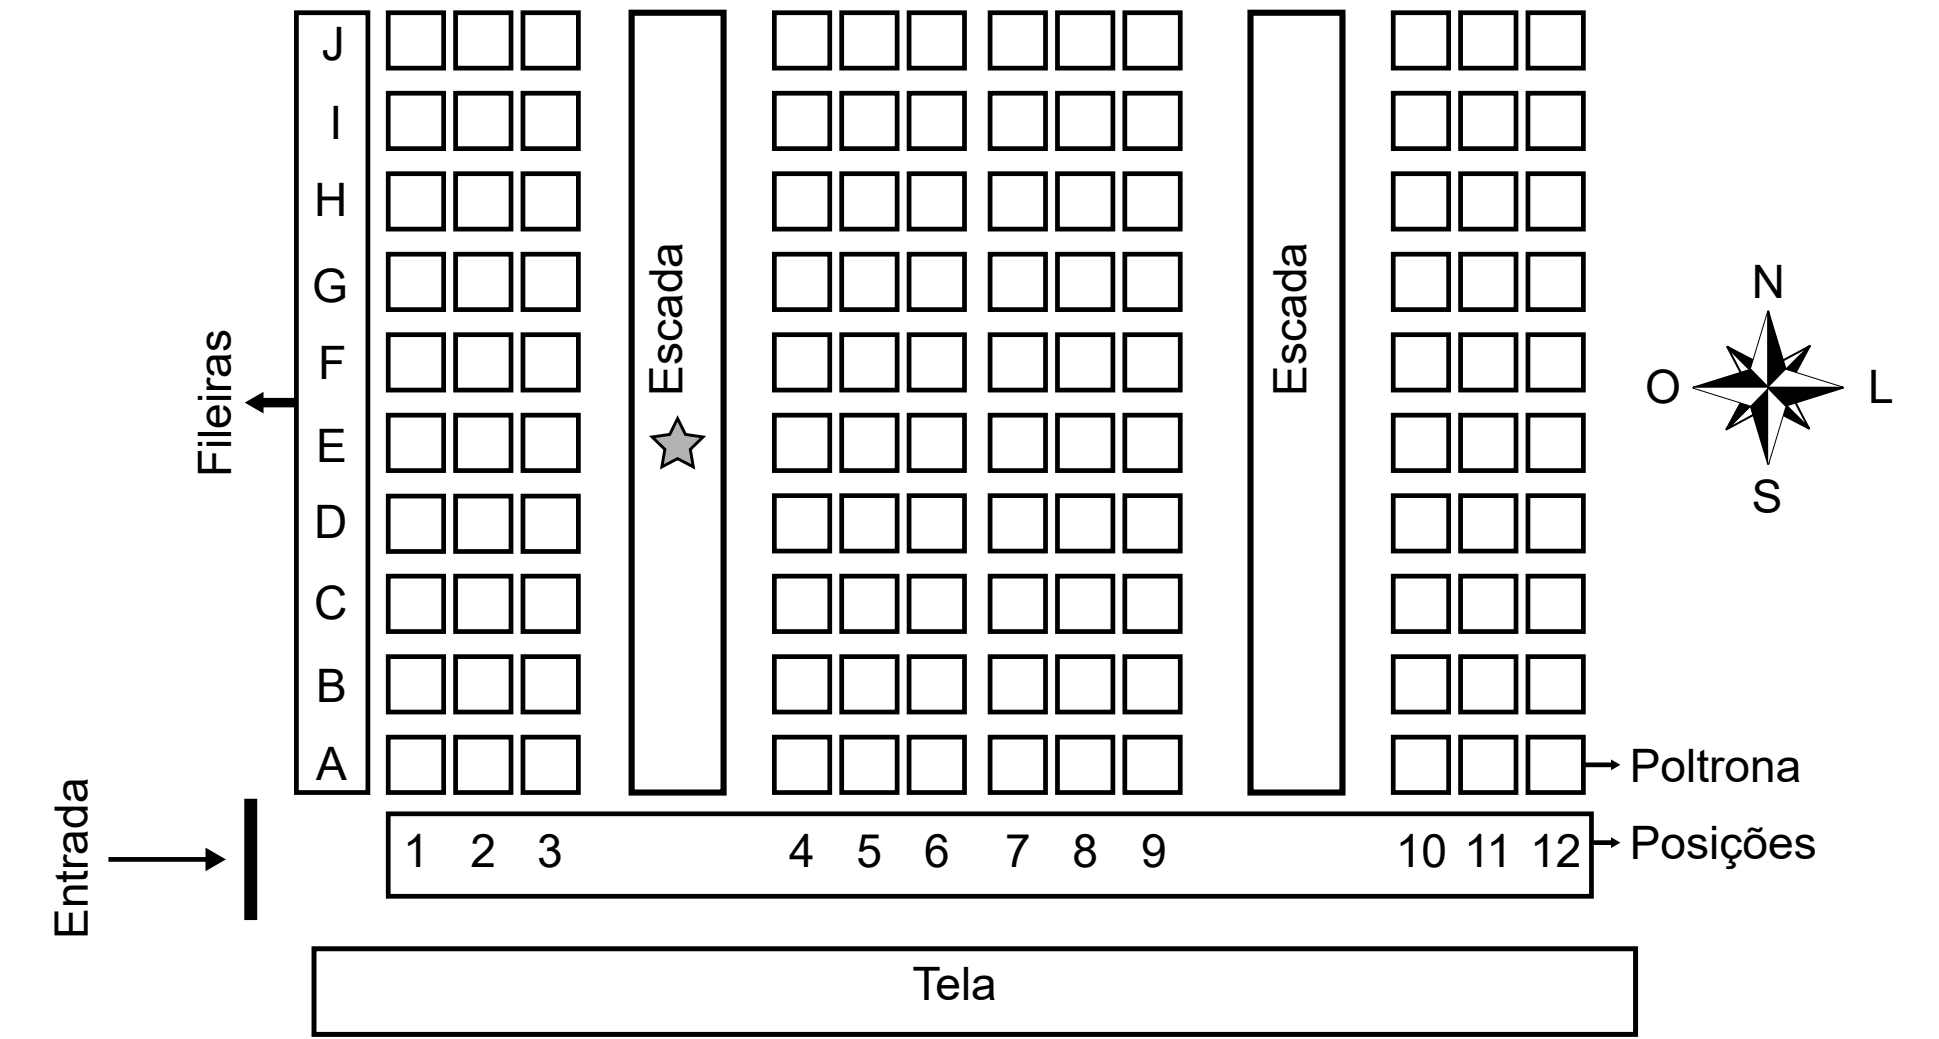 J
I
H
G
F
E
D
C
B
A
Fileiras
Escada
Escada
N
O L
S
Entrada
Poltrona
1 2 3 4 5 6 7 8 9 10 11 12
Posições
Tela